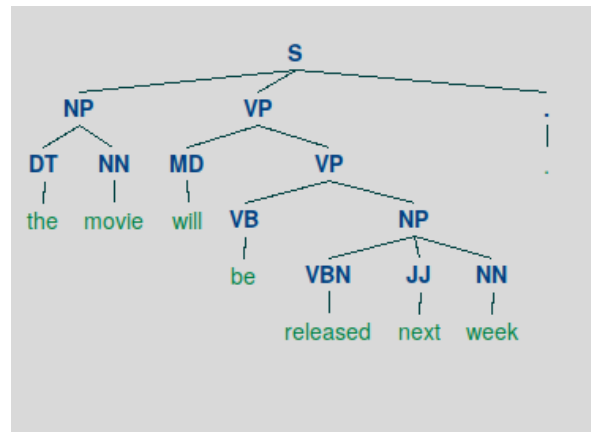 S
NP VP .
DT NN MD VP .
the movie will VB NP
be VBN JJ NN
released next week